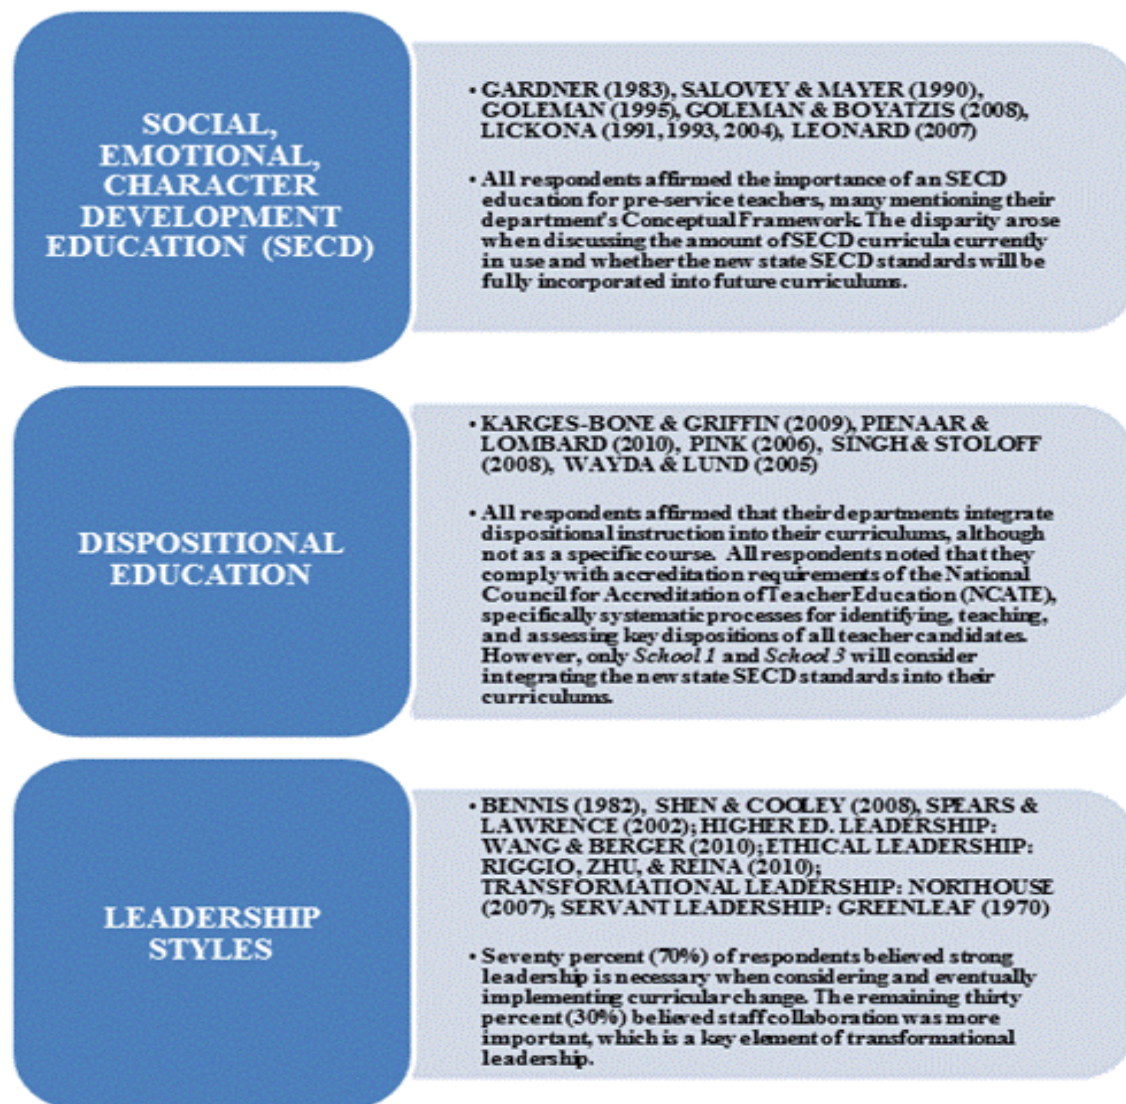 SOCIAL,
EMOTIONAL,
CHARACTER
DEVELOPMENT
EDUCATION (SECD)
• GARDNER (1983), SALOVEY & MAYER (1990),
GOLEMAN (1995), GOLEMAN & BOYATZIS (2008),
LICKONA (1991, 1993, 2004), LEONARD (2007)
• All respondents affirmed the importance of an SECD
education for pre-service teachers, many mentioning their
department's Conceptual Framework. The disparity arose
when discussing the amount of SECD curricula currently
in use and whether the new state SECD standards will be
fully incorporated into future curriculums.
DISPOSITIONAL
EDUCATION
• KARGES-BONE & GRIFFIN (2009), PIENAAR &
LOMBARD (2010), PINK (2006), SINGH & STOLOFF
(2008), WAYDA & LUND (2005)
• All respondents affirmed that their departments integrate
dispositional instruction into their curriculums, although
not as a specific course. All respondents noted that they
comply with accreditation requirements of the National
Council for Accreditation of Teacher Education (NCATE),
specifically systematic processes for identifying, teaching,
and assessing key dispositions of all teacher candidates.
However, only School 1 and School 3 will consider
integrating the new state SECD standards into their
curriculums.
LEADERSHIP
STYLES
• BENNIS (1982), SHEN & COOLEY (2008), SPEARS &
LAWRENCE (2002); HIGHER ED. LEADERSHIP:
WANG & BERGER (2010); ETHICAL LEADERSHIP:
RIGGIO, ZHU, & REINA (2010);
TRANSFORMATIONAL LEADERSHIP: NORTHOUSE
(2007); SERVANT LEADERSHIP: GREENLEAF (1970)
• Seventy percent (70%) of respondents believed strong
leadership is necessary when considering and eventually
implementing curricular change. The remaining thirty
percent (30%) believed staff collaboration was more
important, which is a key element of transformational
leadership.